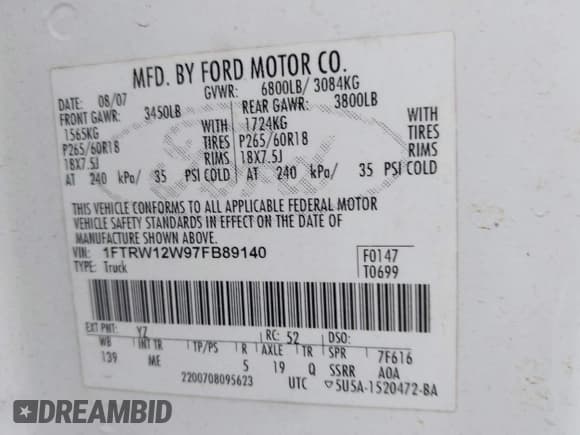 MFD. BY FORD MOTOR CO.
DATE: 08/07 GVWR: 6800LB/ 3084KG
FRONT GAWR: 3450LB REAR GAWR: 3800LB
1565KG WITH 1724KG WITH
P265/60R18 TIRES P265/60R18 TIRES
18X7.5J RIMS 18X7.5J RIMS
AT 240 kPa/ 35 PSI COLD AT 240 kPa/ 35 PSI COLD
THIS VEHICLE CONFORMS TO ALL APPLICABLE FEDERAL MOTOR
VEHICLE SAFETY STANDARDS IN EFFECT ON THE DATE OF
MANUFACTURE SHOWN ABOVE.
VIN: 1FTRW12W97FB89140 F0147
TYPE: Truck T0699
EXT PNT: YZ RC: 52 DSO:
WB INT TR TP/PS R AXLE TR SPR 7F616
139 ME 5 19 Q SSRR AOA
2200708095623 UTC ▽5U5A-1520472-BA
DREAMBID